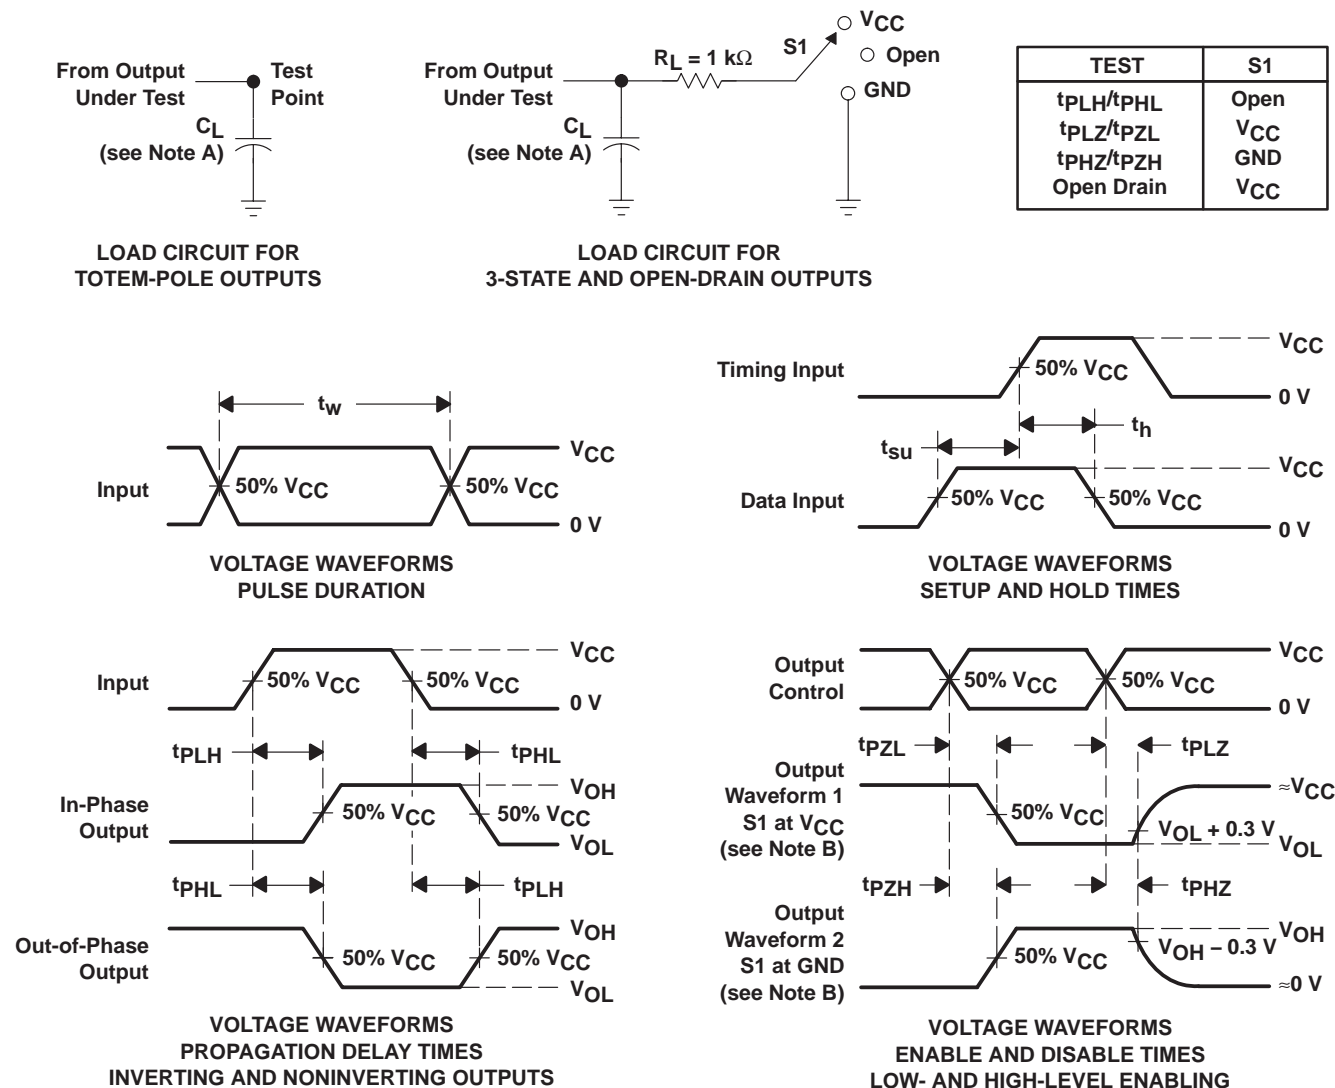 From Output
Under Test
Test
Point
CL
(see Note A)
LOAD CIRCUIT FOR
TOTEM-POLE OUTPUTS
From Output
Under Test
RL = 1 kΩ
S1
VCC
Open
GND
CL
(see Note A)
LOAD CIRCUIT FOR
3-STATE AND OPEN-DRAIN OUTPUTS
TEST S1
tPLH/tPHL Open
tPLZ/tPZL VCC
tPHZ/tPZH GND
Open Drain VCC
tw
Input
50% VCC
50% VCC
VCC
0 V
VOLTAGE WAVEFORMS
PULSE DURATION
Timing Input
50% VCC
VCC
0 V
th
tsu
Data Input
50% VCC
50% VCC
VCC
0 V
VOLTAGE WAVEFORMS
SETUP AND HOLD TIMES
Input
50% VCC
50% VCC
VCC
0 V
tPLH
tPHL
In-Phase
Output
50% VCC
50% VCC
VOH
VOL
tPHL
tPLH
Out-of-Phase
Output
50% VCC
50% VCC
VOH
VOL
VOLTAGE WAVEFORMS
PROPAGATION DELAY TIMES
INVERTING AND NONINVERTING OUTPUTS
Output
Control
50% VCC
50% VCC
VCC
0 V
tPZL
tPLZ
Output
Waveform 1
S1 at VCC
(see Note B)
50% VCC
≈VCC
VOL + 0.3 V
VOL
tPZH
tPHZ
Output
Waveform 2
S1 at GND
(see Note B)
50% VCC
VOH
VOH − 0.3 V
≈0 V
VOLTAGE WAVEFORMS
ENABLE AND DISABLE TIMES
LOW- AND HIGH-LEVEL ENABLING